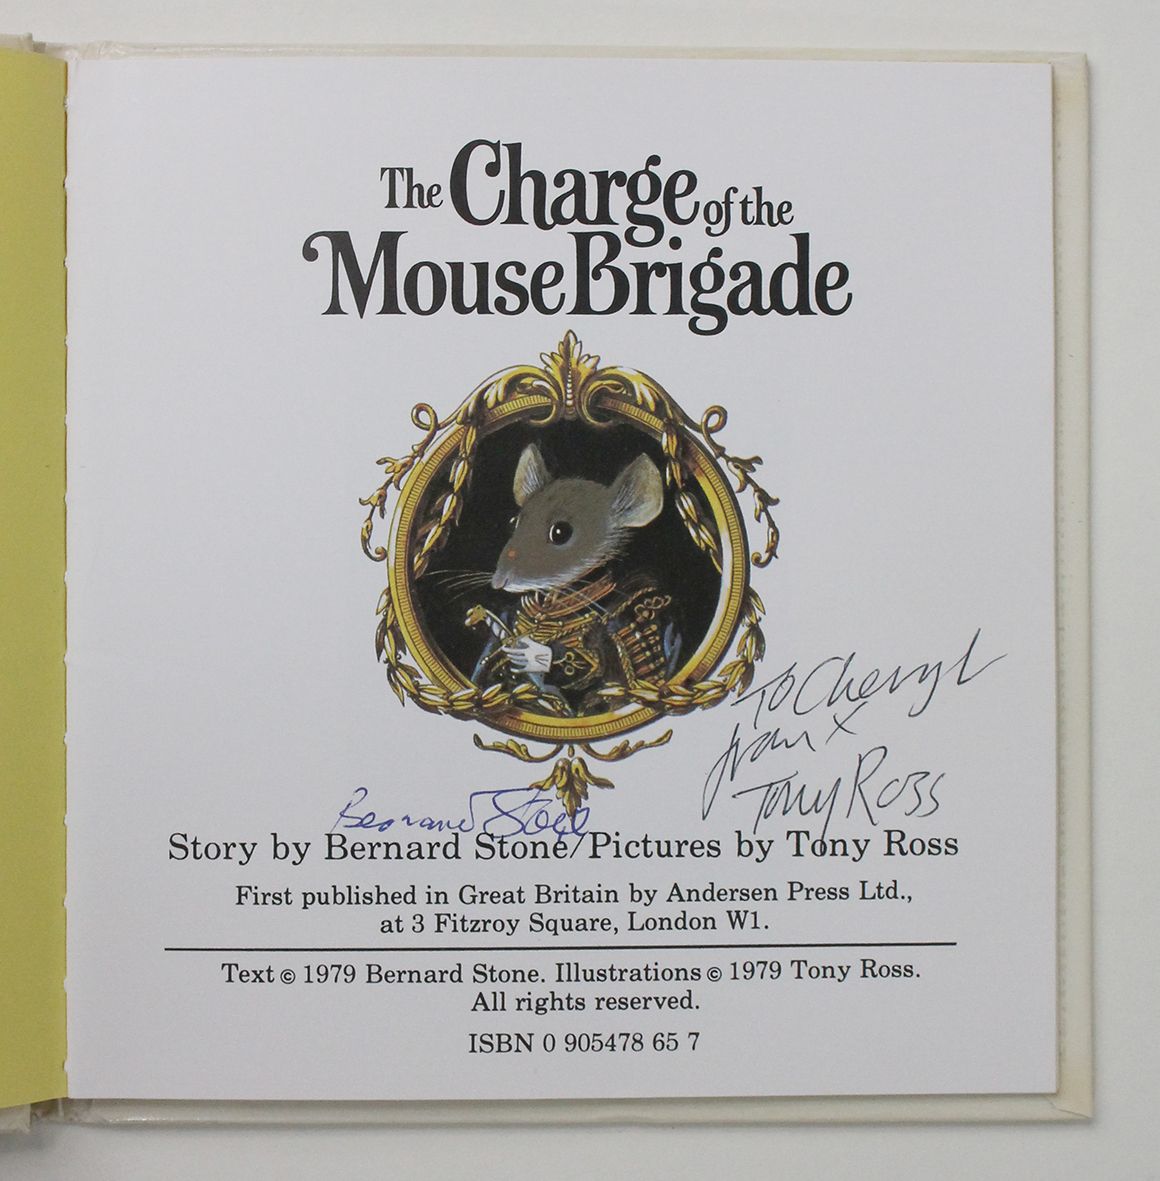 The Charge of the
Mouse Brigade
To Cheryl
from x
Tony Ross
Bernard Stone
Story by Bernard Stone/Pictures by Tony Ross
First published in Great Britain by Andersen Press Ltd.,
at 3 Fitzroy Square, London W1.
Text © 1979 Bernard Stone. Illustrations © 1979 Tony Ross.
All rights reserved.
ISBN 0 905478 65 7